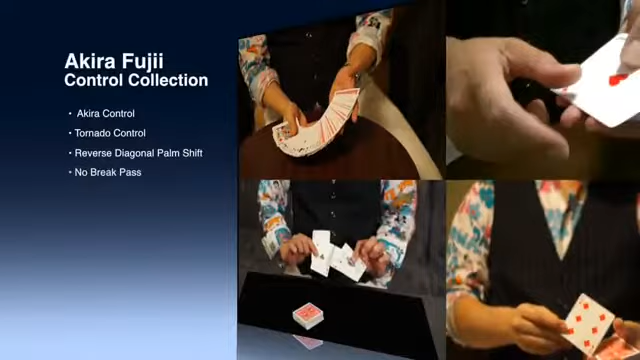 Akira Fujii
Control Collection
• Akira Control
• Tornado Control
• Reverse Diagonal Palm Shift
• No Break Pass